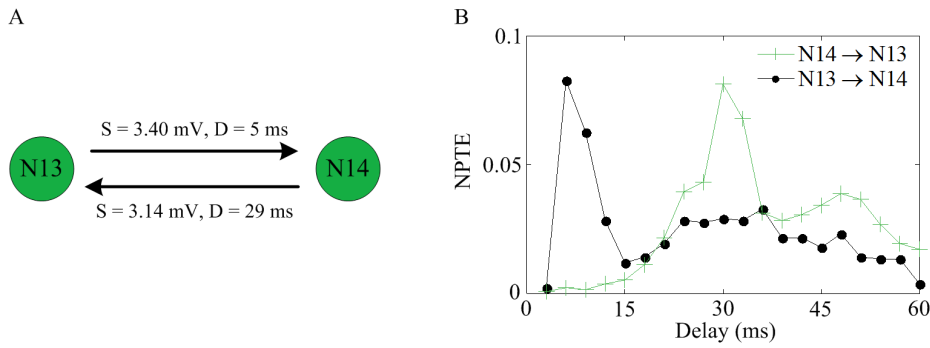 A
N13
S = 3.40 mV, D = 5 ms
S = 3.14 mV, D = 29 ms
N14
B
0.1
0.05
0
NPTE
N14 → N13
N13 → N14
0 15 30 45 60
Delay (ms)